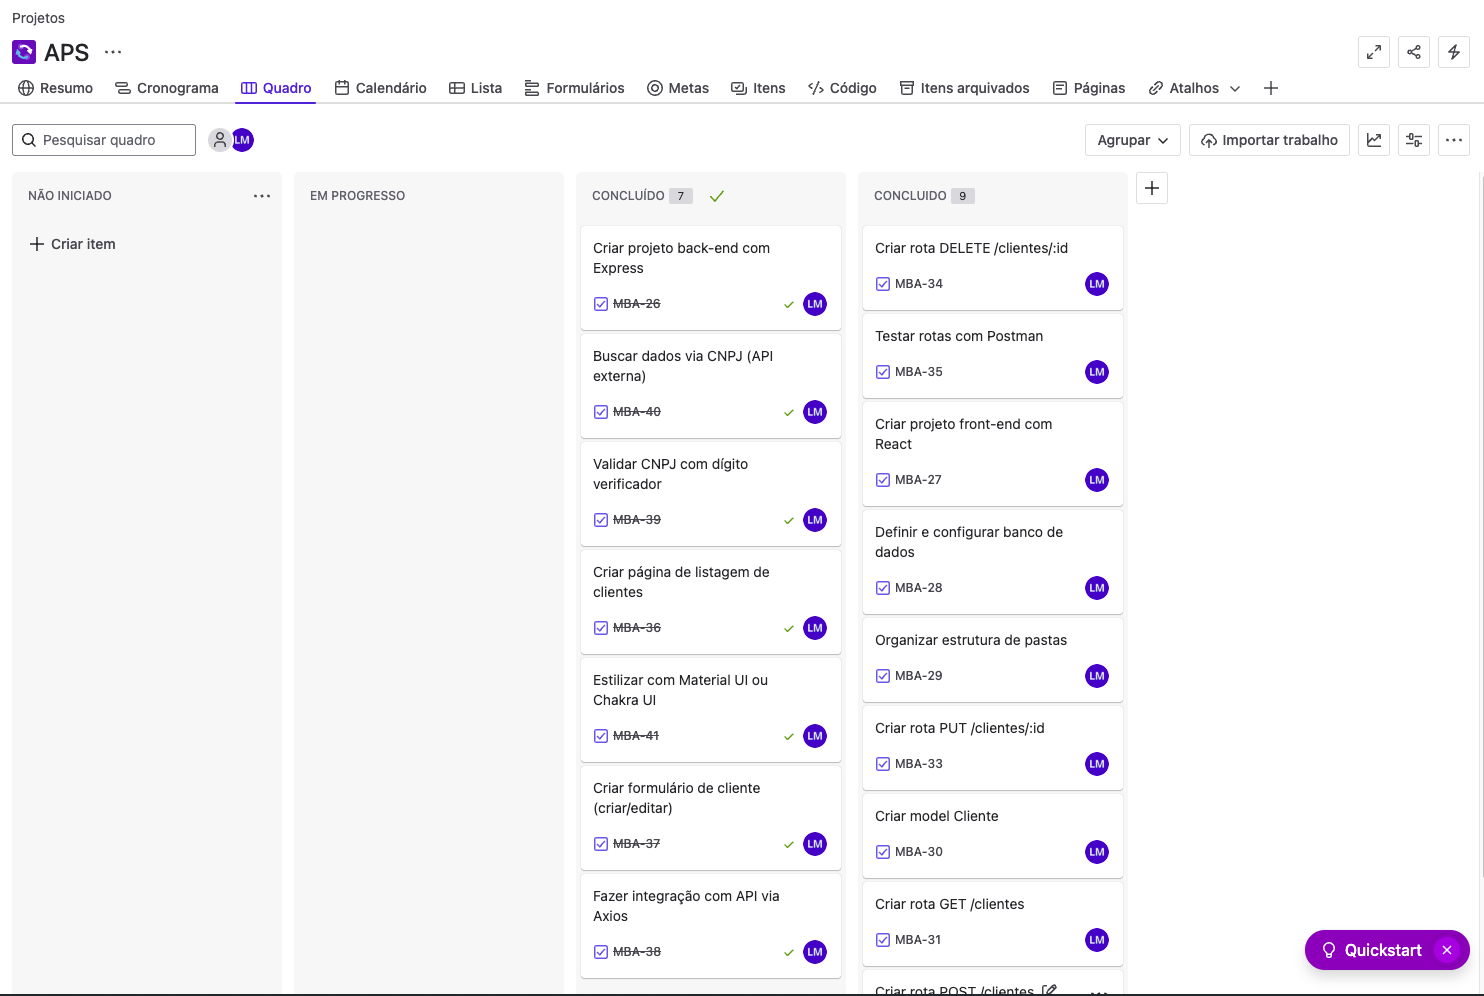 Projetos
APS
Resumo
Cronograma
Quadro
Calendário
Lista
Formulários
Metas
Itens
Código
Itens arquivados
Páginas
Atalhos
Pesquisar quadro
LM
Agrupar
Importar trabalho
NÃO INICIADO
Criar item
EM PROGRESSO
CONCLUÍDO 7
Criar projeto back-end com
Express
MBA-26 LM
Buscar dados via CNPJ (API
externa)
MBA-40 LM
Validar CNPJ com dígito
verificador
MBA-39 LM
Criar página de listagem de
clientes
MBA-36 LM
Estilizar com Material UI ou
Chakra UI
MBA-41 LM
Criar formulário de cliente
(criar/editar)
MBA-37 LM
Fazer integração com API via
Axios
MBA-38 LM
CONCLUIDO 9
Criar rota DELETE /clientes/:id
MBA-34 LM
Testar rotas com Postman
MBA-35 LM
Criar projeto front-end com
React
MBA-27 LM
Definir e configurar banco de
dados
MBA-28 LM
Organizar estrutura de pastas
MBA-29 LM
Criar rota PUT /clientes/:id
MBA-33 LM
Criar model Cliente
MBA-30 LM
Criar rota GET /clientes
MBA-31 LM
Criar rota POST /clientes
Quickstart